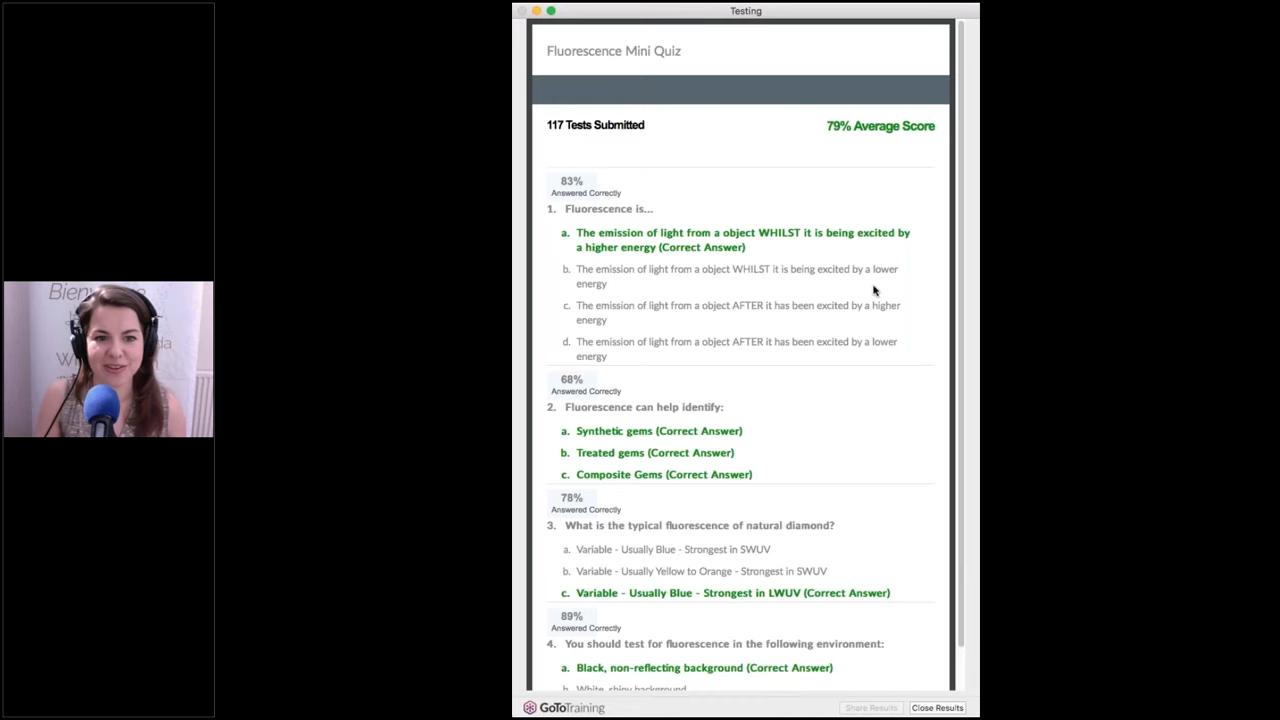 Testing
Fluorescence Mini Quiz
117 Tests Submitted
79% Average Score
83%
Answered Correctly
1. Fluorescence is...
a. The emission of light from a object WHILST it is being excited by
a higher energy (Correct Answer)
b. The emission of light from a object WHILST it is being excited by a lower
energy
c. The emission of light from a object AFTER it has been excited by a higher
energy
d. The emission of light from a object AFTER it has been excited by a lower
energy
68%
Answered Correctly
2. Fluorescence can help identify:
a. Synthetic gems (Correct Answer)
b. Treated gems (Correct Answer)
c. Composite Gems (Correct Answer)
78%
Answered Correctly
3. What is the typical fluorescence of natural diamond?
a. Variable - Usually Blue - Strongest in SWUV
b. Variable - Usually Yellow to Orange - Strongest in SWUV
c. Variable - Usually Blue - Strongest in LWUV (Correct Answer)
89%
Answered Correctly
4. You should test for fluorescence in the following environment:
a. Black, non-reflecting background (Correct Answer)
b. White, shiny background
GoToTraining
Share Results
Close Results